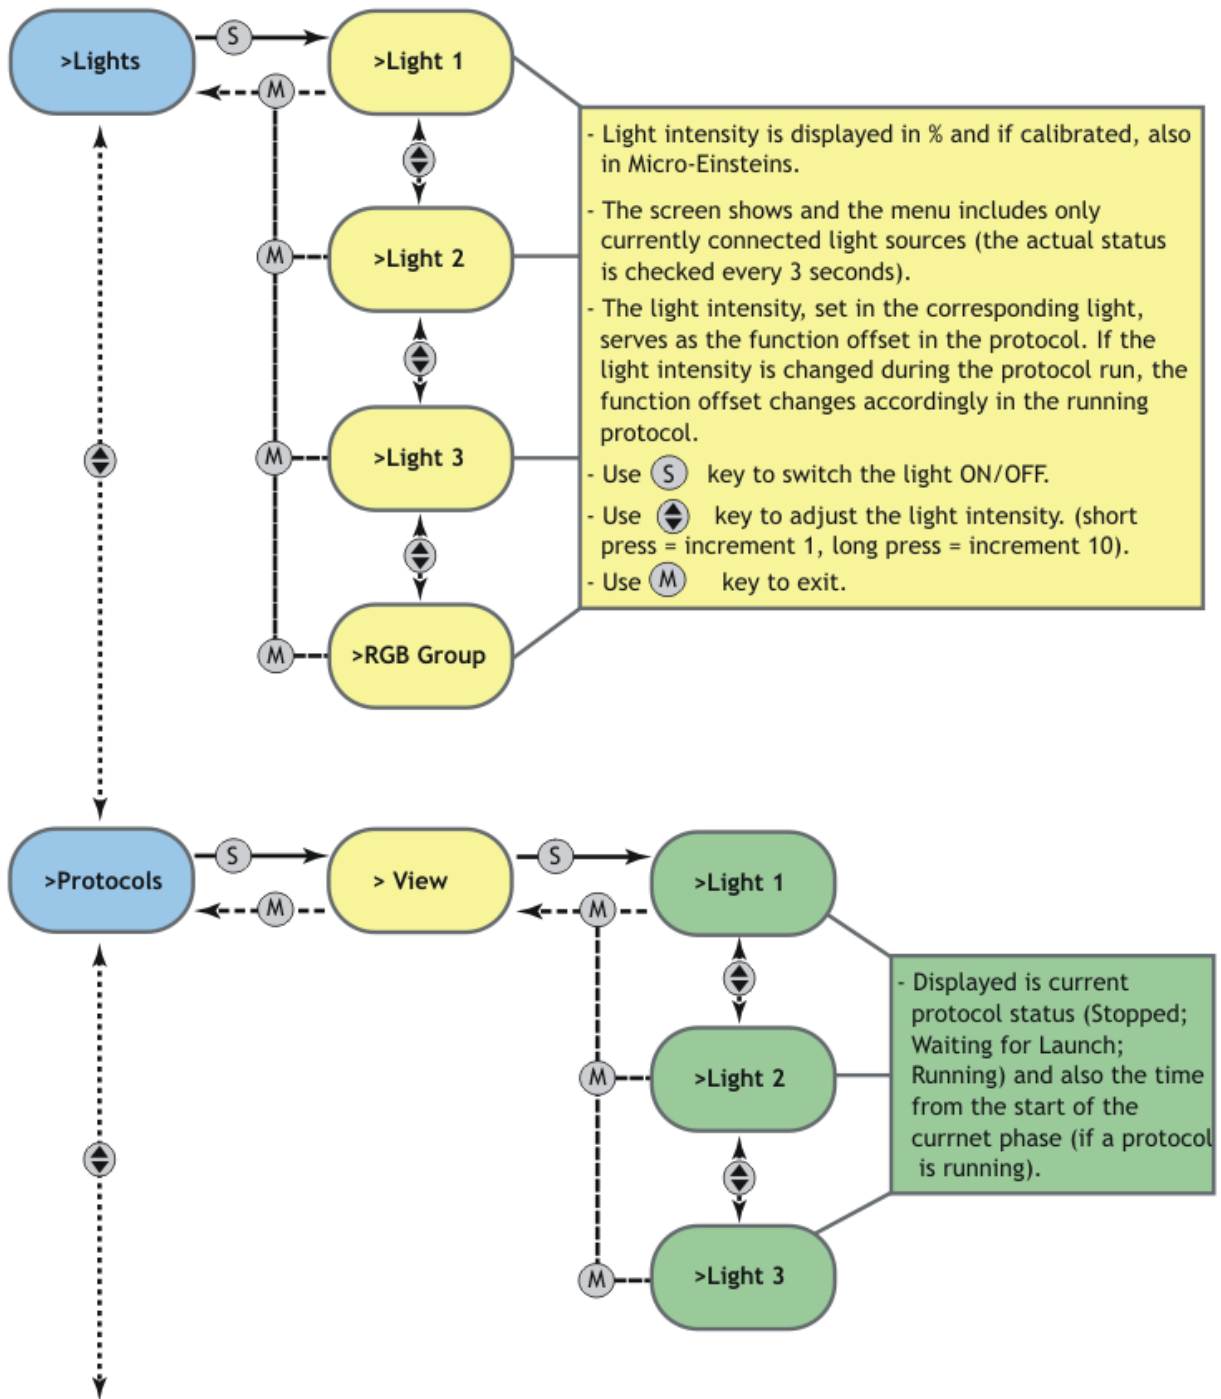 >Lights
S
>Light 1
M
- Light intensity is displayed in % and if calibrated, also
in Micro-Einsteins.
- The screen shows and the menu includes only
currently connected light sources (the actual status
is checked every 3 seconds).
M
>Light 2
- The light intensity, set in the corresponding light,
serves as the function offset in the protocol. If the
light intensity is changed during the protocol run, the
function offset changes accordingly in the running
protocol.
M
>Light 3
- Use S key to switch the light ON/OFF.
- Use key to adjust the light intensity. (short
press = increment 1, long press = increment 10).
- Use M key to exit.
M
>RGB Group
>Protocols
S
M
> View
S
M
>Light 1
- Displayed is current
protocol status (Stopped;
Waiting for Launch;
Running) and also the time
from the start of the
currnet phase (if a protocol
is running).
M
>Light 2
M
>Light 3